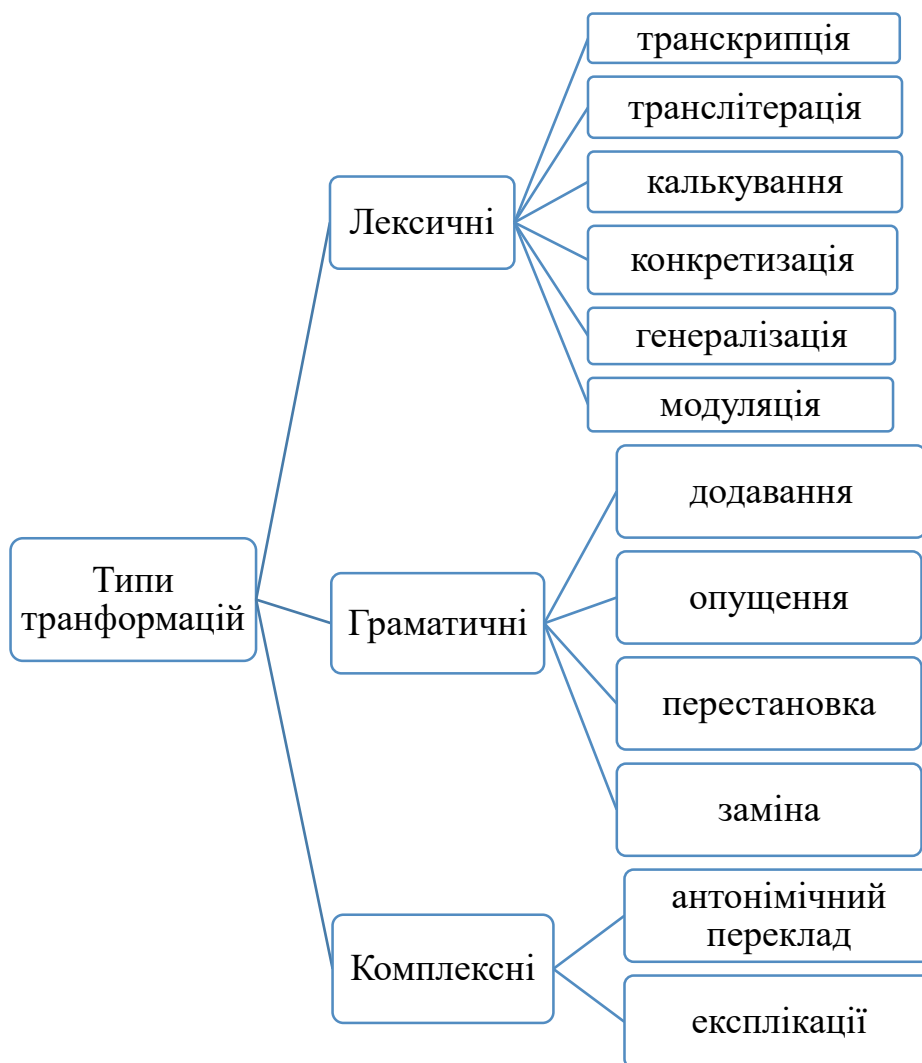 Типи
транформацій
Лексичні
транскрипція
транслітерація
калькування
конкретизація
генералізація
модуляція
Граматичні
додавання
опущення
перестановка
заміна
Комплексні
антонімічний
переклад
експлікації